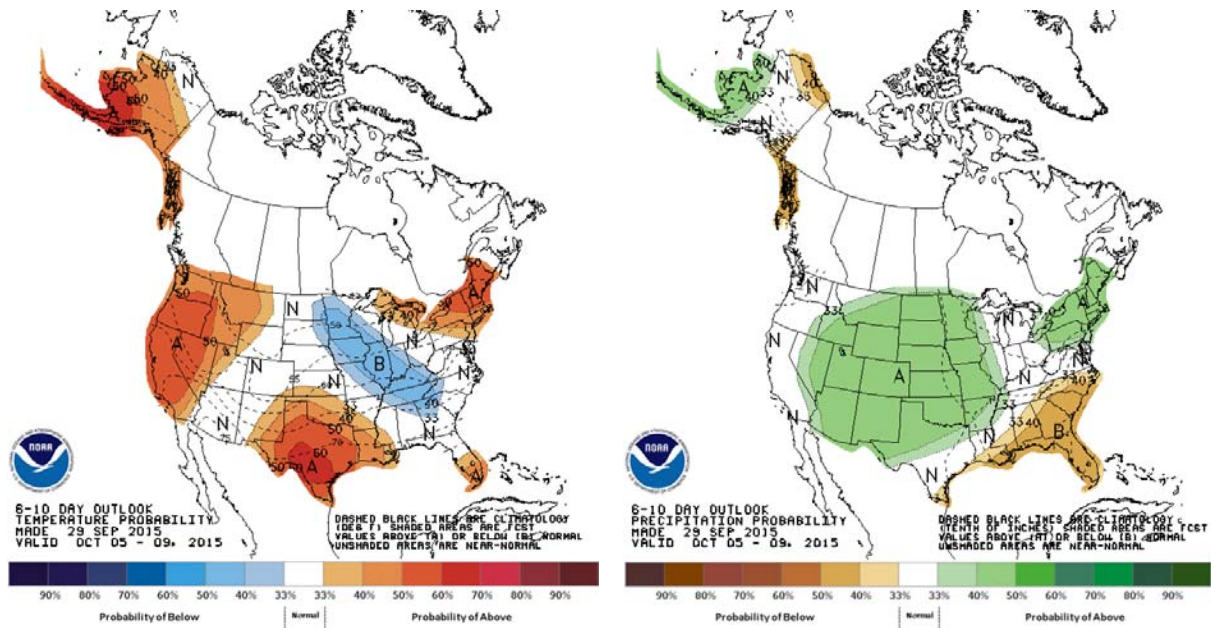 N
A
N
B
A
N
N
N
N
N
N
A
NOAA
6-10 DAY OUTLOOK
TEMPERATURE PROBABILITY
MADE 29 SEP 2015
VALID OCT 05 - 09, 2015
DASHED BLACK LINES ARE CLIMATOLOGY
(DEG F) SHADED AREAS ARE FCST
VALUES ABOVE (A) OR BELOW (B) NORMAL
UNSHADED AREAS ARE NEAR-NORMAL
90% 80% 70% 60% 50% 40% 33% 33% 40% 50% 60% 70% 80% 90%
Probability of Below Normal Probability of Above
A
N
N
N
A
N
N
N
N
A
N
N
B
N
NOAA
6-10 DAY OUTLOOK
PRECIPITATION PROBABILITY
MADE 29 SEP 2015
VALID OCT 05 - 09, 2015
DASHED BLACK LINES ARE CLIMATOLOGY
(TENTH OF INCHES) SHADED AREAS ARE FCST
VALUES ABOVE (A) OR BELOW (B) NORMAL
UNSHADED AREAS ARE NEAR-NORMAL
90% 80% 70% 60% 50% 40% 33% 33% 40% 50% 60% 70% 80% 90%
Probability of Below Normal Probability of Above